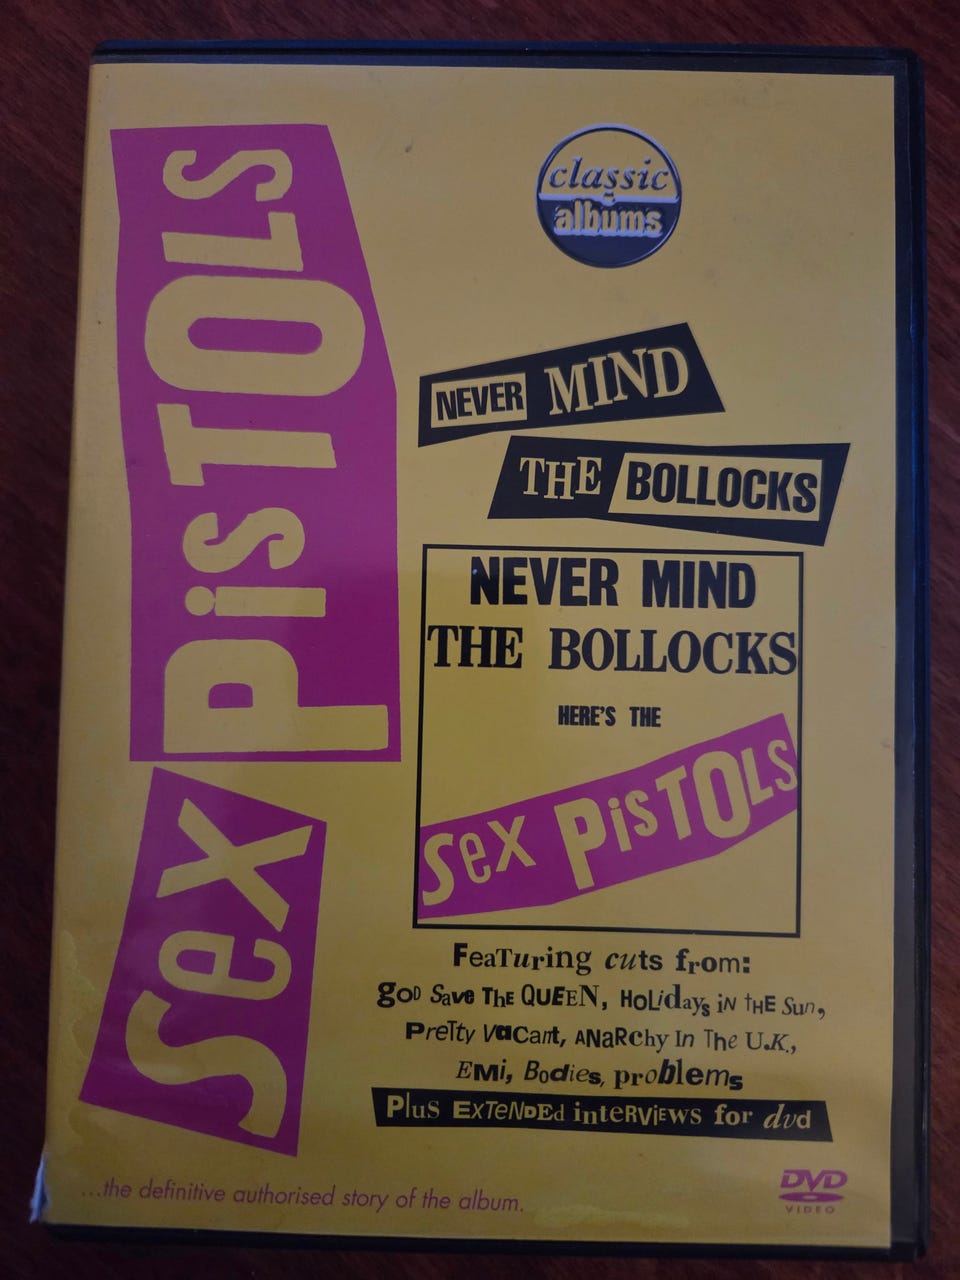 Sex PisTOLS
classic
albums
NEVER MIND
THE BOLLOCKS
NEVER MIND
THE BOLLOCKS
HERE'S THE
Sex PisTOLS
FeaTuring cuts from:
goD Save The QUEEN, HoLidays iN tHE Sun,
PreTTy VaCant, ANaRChy In The U.K.,
EMi, Bodies, problems
Plus ExTeNDEd inteRViEws for dvd
...the definitive authorised story of the album.
DVD
VIDEO